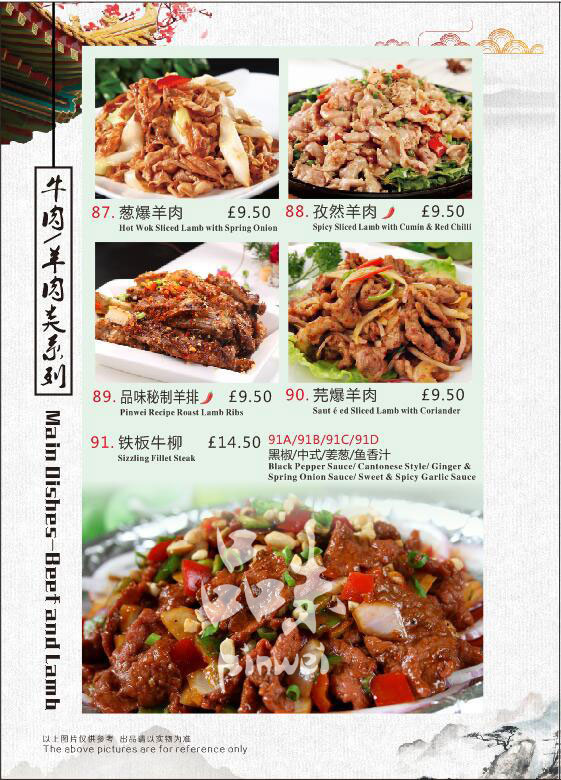 牛肉/羊肉类系列
Main Dishes-Beef and Lamb
87. 葱爆羊肉 £9.50
Hot Wok Sliced Lamb with Spring Onion
88. 孜然羊肉 £9.50
Spicy Sliced Lamb with Cumin & Red Chilli
89. 品味秘制羊排 £9.50
Pinwei Recipe Roast Lamb Ribs
90. 芫爆羊肉 £9.50
Saut é ed Sliced Lamb with Coriander
91. 铁板牛柳 £14.50
Sizzling Fillet Steak
91A/91B/91C/91D
黑椒/中式/姜葱/鱼香汁
Black Pepper Sauce/ Cantonese Style/ Ginger &
Spring Onion Sauce/ Sweet & Spicy Garlic Sauce
品味
pinwei
以上图片仅供参考 出品请以实物为准
The above pictures are for reference only